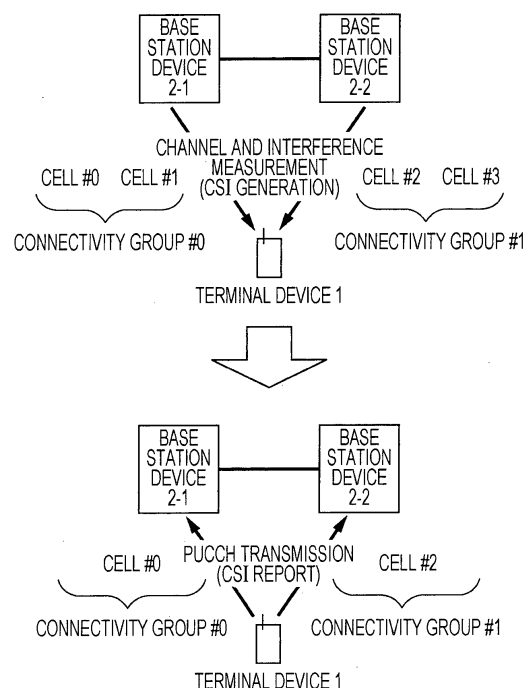 BASE STATION DEVICE 2-1
BASE STATION DEVICE 2-2
CHANNEL AND INTERFERENCE MEASUREMENT (CSI GENERATION)
CELL #0 CELL #1
CELL #2 CELL #3
CONNECTIVITY GROUP #0
CONNECTIVITY GROUP #1
TERMINAL DEVICE 1
BASE STATION DEVICE 2-1
BASE STATION DEVICE 2-2
PUCCH TRANSMISSION (CSI REPORT)
CELL #0
CELL #2
CONNECTIVITY GROUP #0
CONNECTIVITY GROUP #1
TERMINAL DEVICE 1